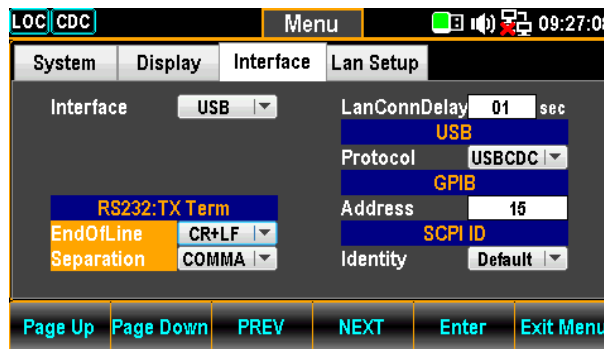 LOC CDC Menu 09:27:08
System Display Interface Lan Setup
Interface USB
LanConnDelay 01 sec
USB
Protocol USBCDC
GPIB
RS232:TX Term
Address 15
EndOfLine CR+LF
SCPI ID
Separation COMMA
Identity Default
Page Up Page Down PREV NEXT Enter Exit Menu